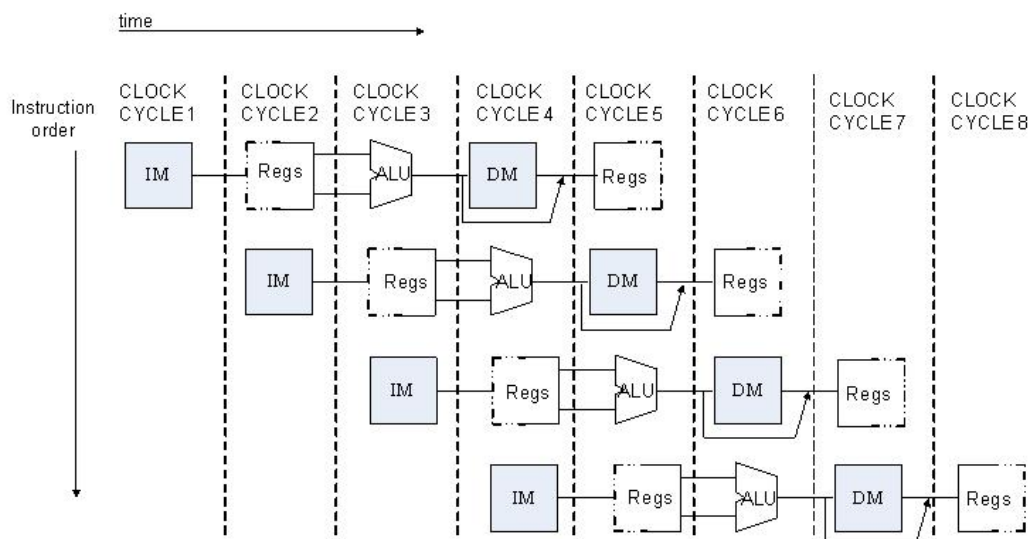 time
Instruction
order
CLOCK
CYCLE1
CLOCK
CYCLE2
CLOCK
CYCLE3
CLOCK
CYCLE4
CLOCK
CYCLE5
CLOCK
CYCLE6
CLOCK
CYCLE7
CLOCK
CYCLE8
IM
Regs
ALU
DM
Regs
IM
Regs
ALU
DM
Regs
IM
Regs
ALU
DM
Regs
IM
Regs
ALU
DM
Regs